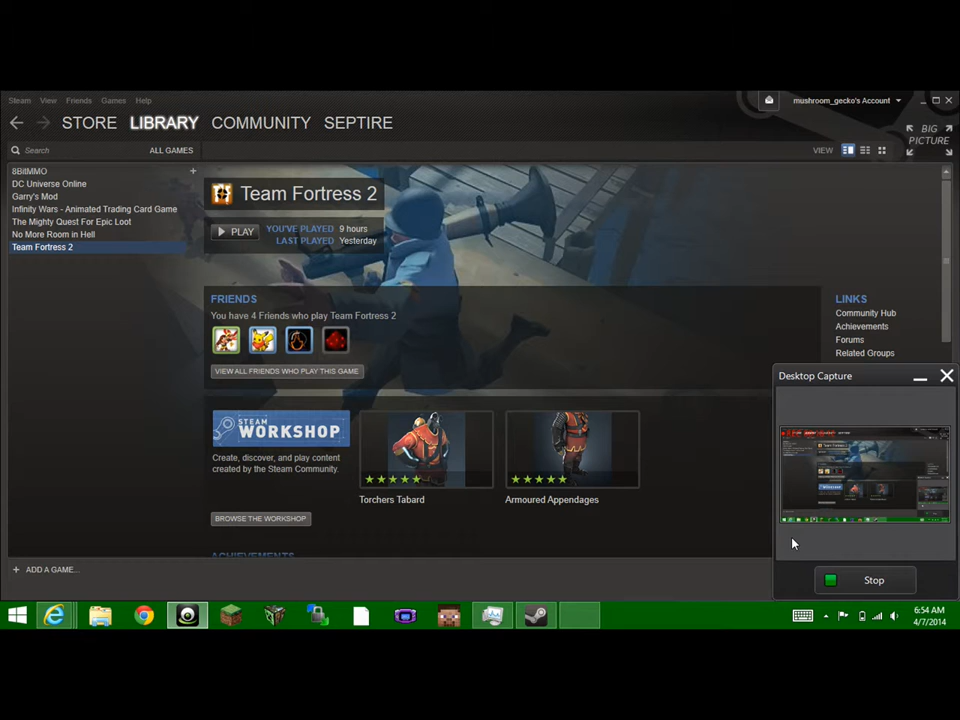 Steam View Friends Games Help
mushroom_gecko's Account
STORE LIBRARY COMMUNITY SEPTIRE
BIG PICTURE
Search ALL GAMES
VIEW
8BitMMO
DC Universe Online
Garry's Mod
Infinity Wars - Animated Trading Card Game
The Mighty Quest For Epic Loot
No More Room in Hell
Team Fortress 2
Team Fortress 2
PLAY
YOU'VE PLAYED 9 hours
LAST PLAYED Yesterday
FRIENDS
You have 4 Friends who play Team Fortress 2
VIEW ALL FRIENDS WHO PLAY THIS GAME
LINKS
Community Hub
Achievements
Forums
Related Groups
STEAM WORKSHOP
Create, discover, and play content
created by the Steam Community.
BROWSE THE WORKSHOP
Torchers Tabard
Armoured Appendages
ACHIEVEMENTS
+ ADD A GAME...
Desktop Capture
Stop
6:54 AM
4/7/2014